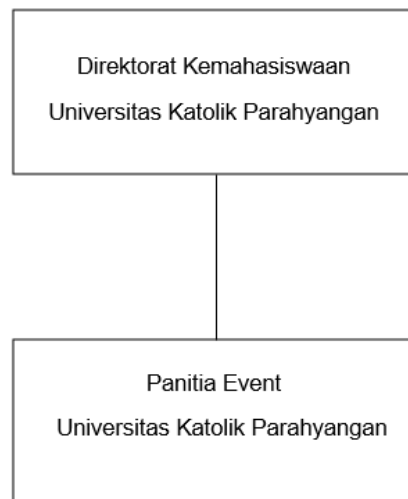 Direktorat Kemahasiswaan
Universitas Katolik Parahyangan
Panitia Event
Universitas Katolik Parahyangan